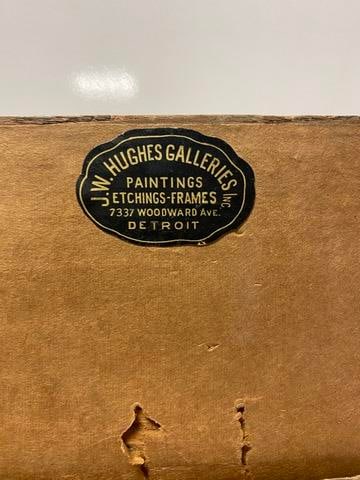 J.W. HUGHES GALLERIES INC.
PAINTINGS
ETCHINGS-FRAMES
7337 WOODWARD AVE.
DETROIT